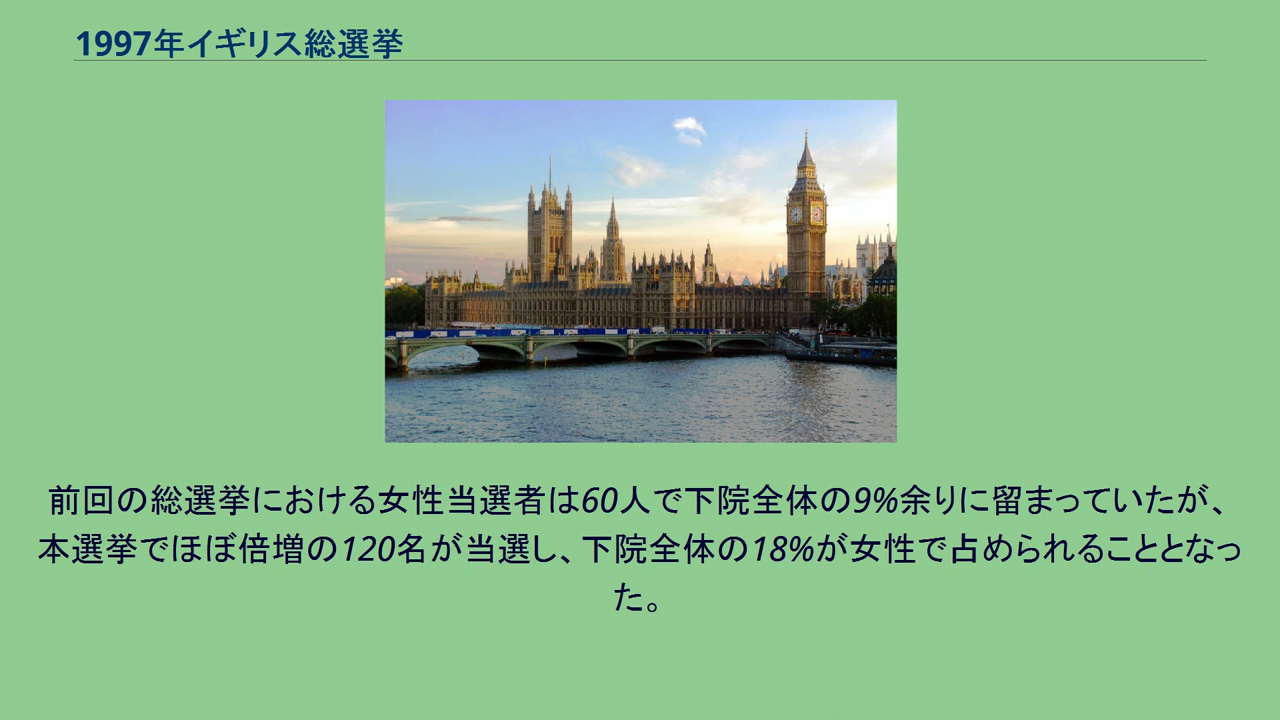 1997年イギリス総選挙
前回の総選挙における女性当選者は60人で下院全体の9%余りに留まっていたが、
本選挙でほぼ倍増の120名が当選し、下院全体の18%が女性で占められることとなっ
た。